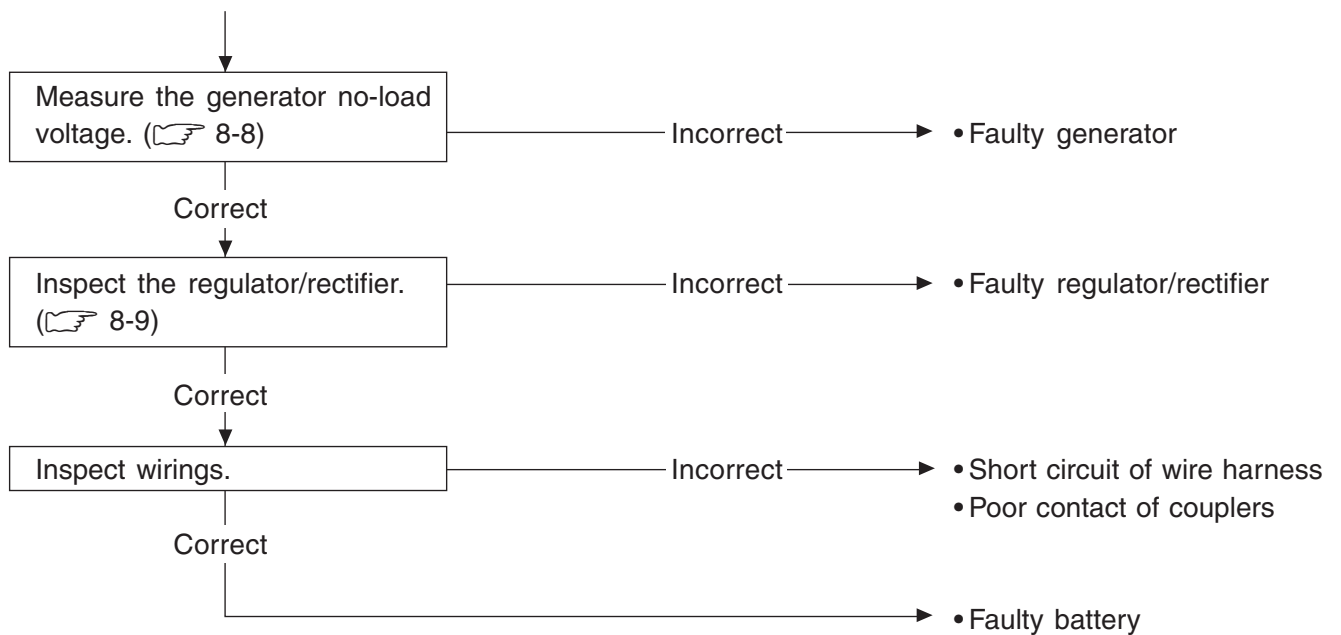 Measure the generator no-load
voltage. (☞ 8-8)
Incorrect
• Faulty generator
Correct
Inspect the regulator/rectifier.
(☞ 8-9)
Incorrect
• Faulty regulator/rectifier
Correct
Inspect wirings.
Incorrect
• Short circuit of wire harness
• Poor contact of couplers
Correct
• Faulty battery